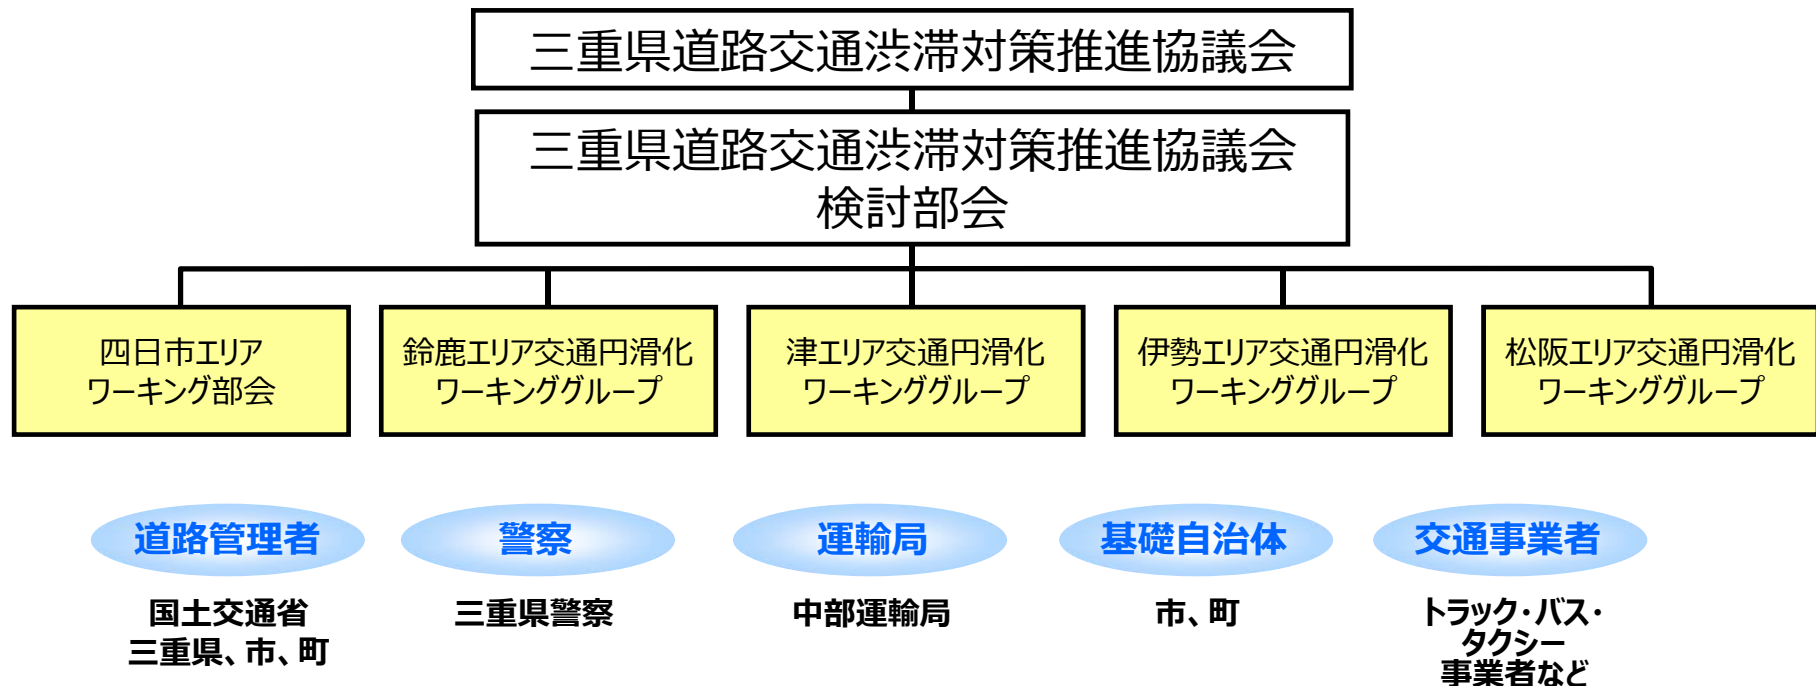 三重県道路交通渋滞対策推進協議会
三重県道路交通渋滞対策推進協議会
検討部会
四日市エリア
ワーキング部会
鈴鹿エリア交通円滑化
ワーキンググループ
津エリア交通円滑化
ワーキンググループ
伊勢エリア交通円滑化
ワーキンググループ
松阪エリア交通円滑化
ワーキンググループ
道路管理者
国土交通省
三重県、市、町
警察
三重県警察
運輸局
中部運輸局
基礎自治体
市、町
交通事業者
トラック・バス・
タクシー
事業者など